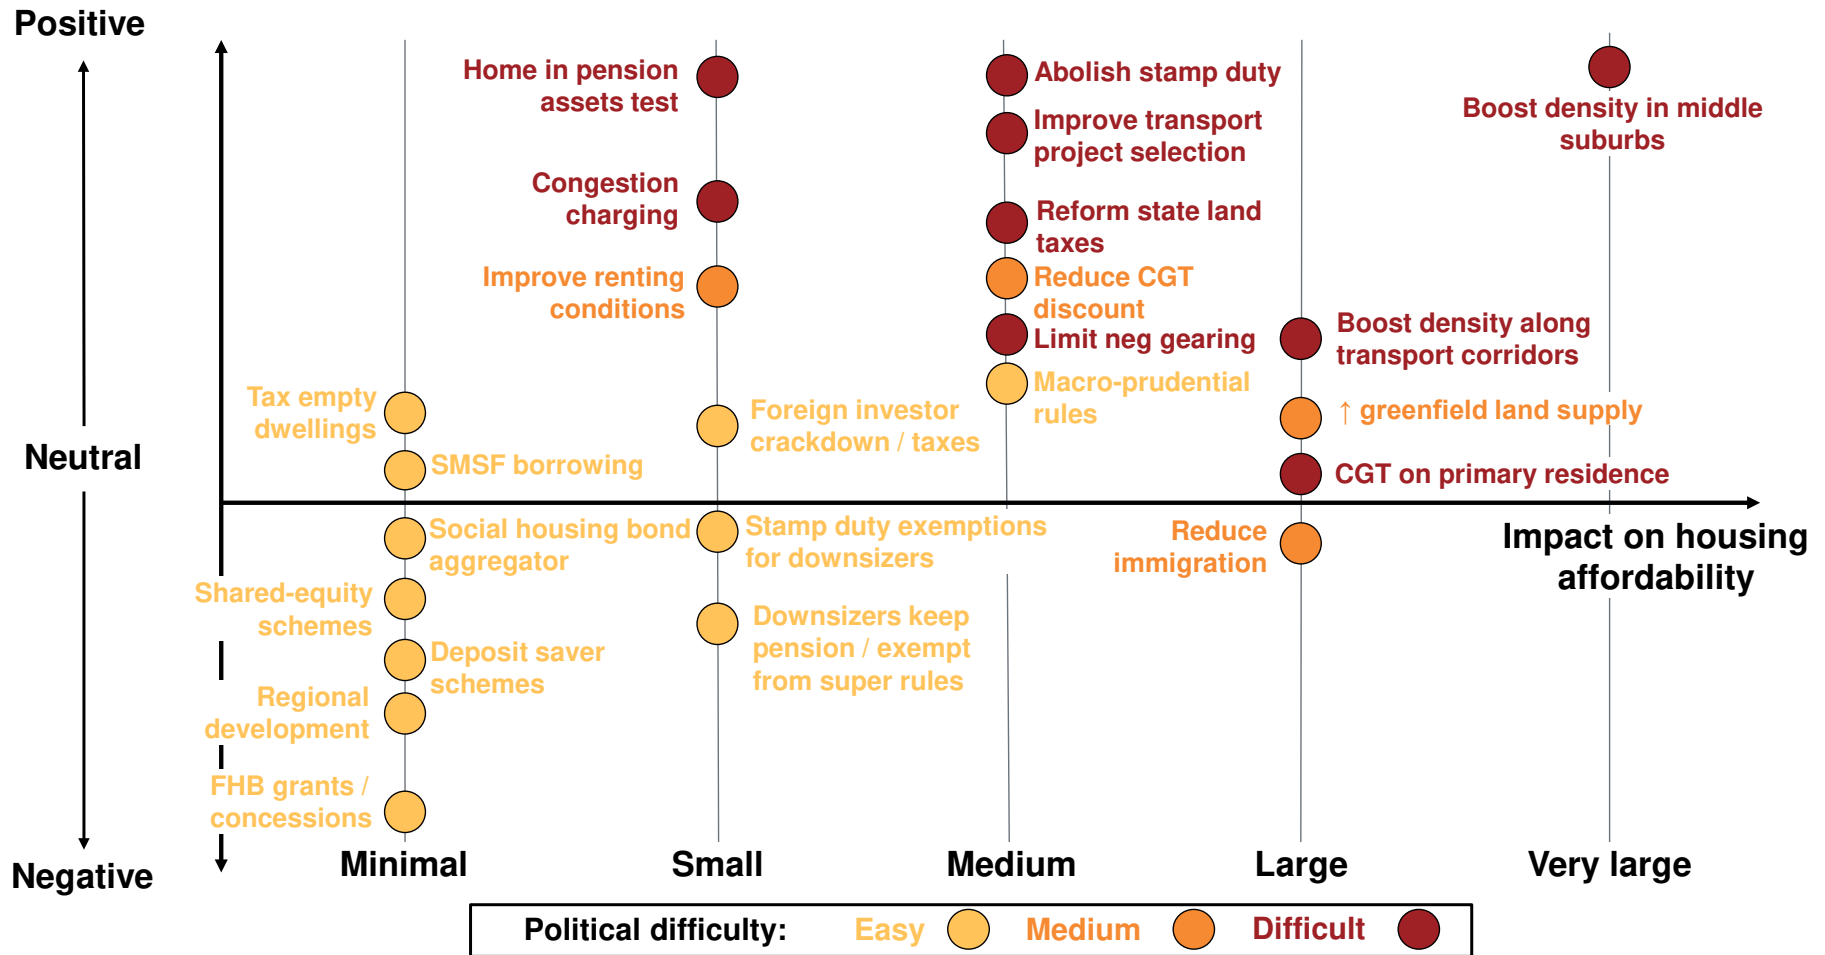 Positive
Neutral
Negative
Home in pension
assets test
Congestion
charging
Improve renting
conditions
Abolish stamp duty
Improve transport
project selection
Reform state land
taxes
Reduce CGT
discount
Limit neg gearing
Macro-prudential
rules
Boost density in middle
suburbs
Boost density along
transport corridors
↑ greenfield land supply
CGT on primary residence
Tax empty
dwellings
SMSF borrowing
Foreign investor
crackdown / taxes
Impact on housing
affordability
Social housing bond
aggregator
Stamp duty exemptions
for downsizers
Reduce
immigration
Shared-equity
schemes
Downsizers keep
pension / exempt
from super rules
Deposit saver
schemes
Regional
development
FHB grants /
concessions
Minimal
Small
Medium
Large
Very large
Political difficulty: Easy Medium Difficult